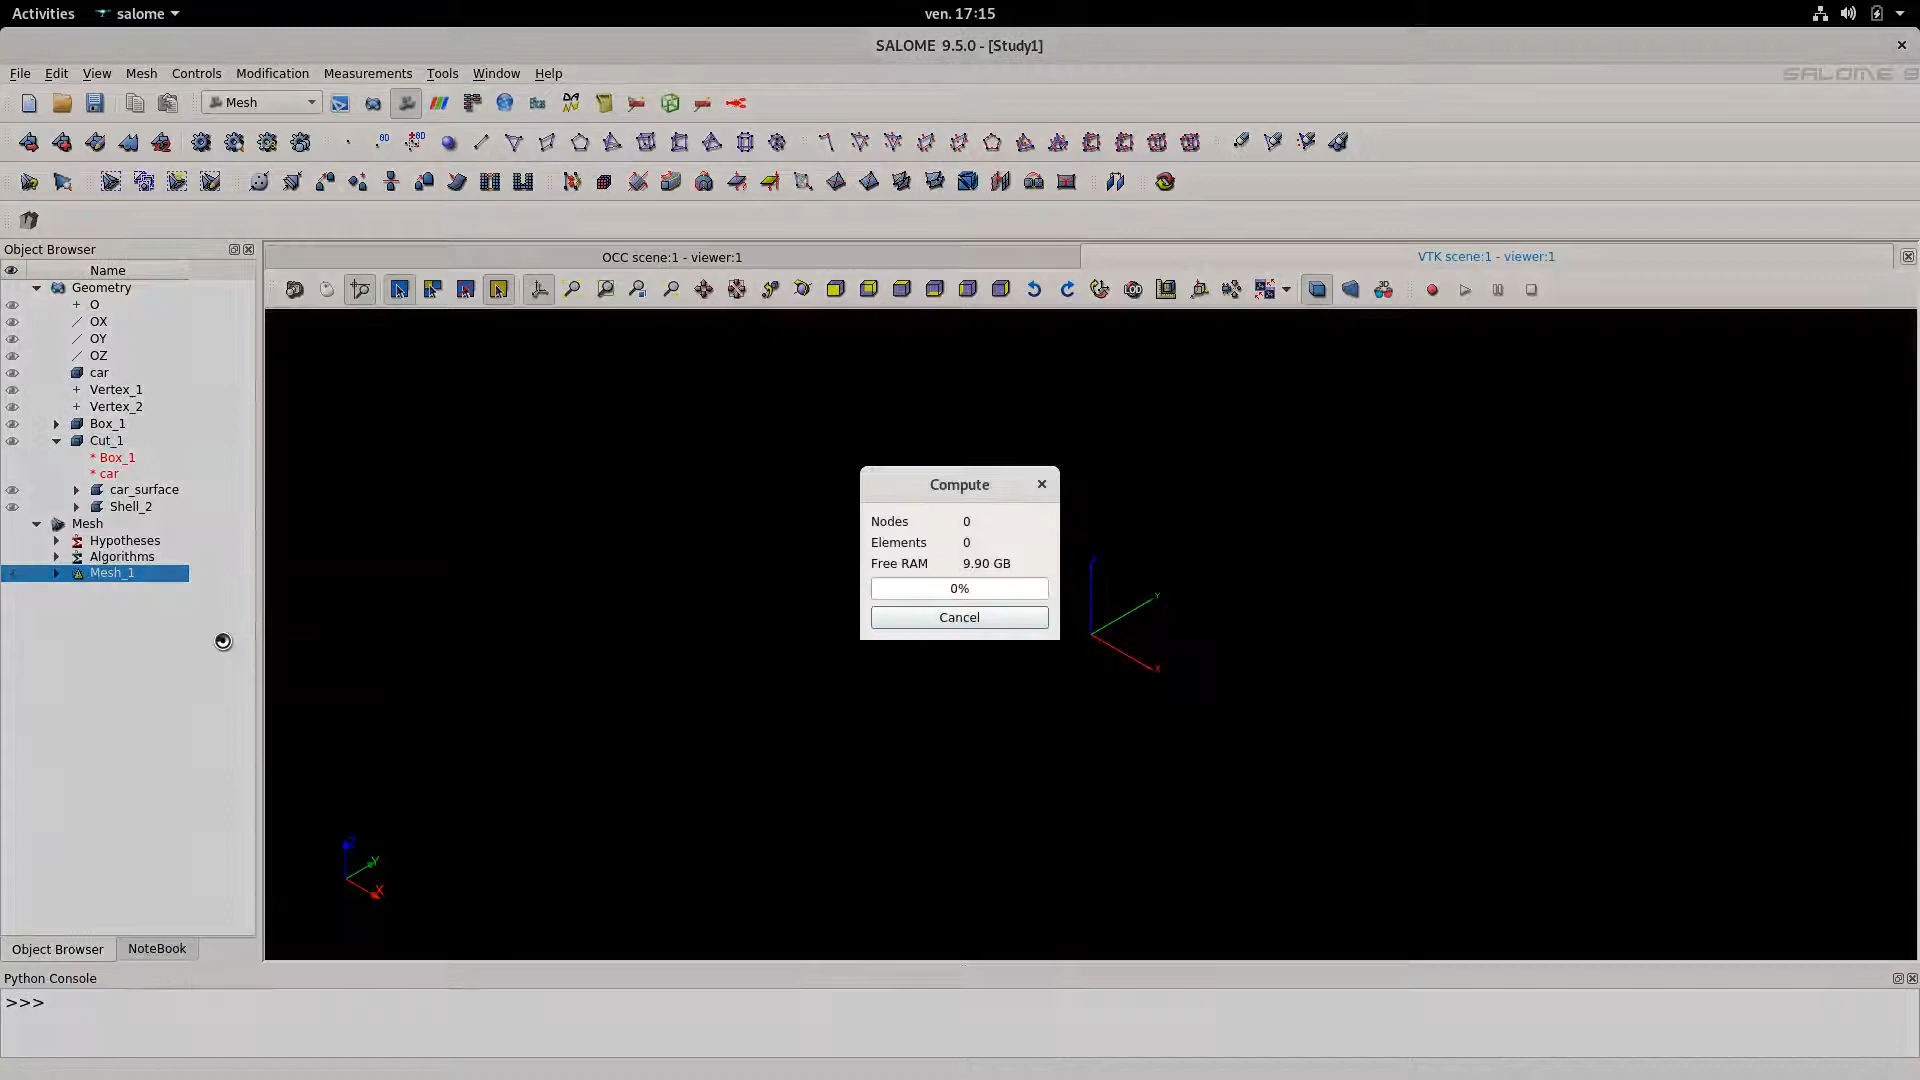 Activities salome ven. 17:15
SALOME 9.5.0 - [Study1]
File Edit View Mesh Controls Modification Measurements Tools Window Help
SALOME 9
Mesh
Object Browser
OCC scene:1 - viewer:1
VTK scene:1 - viewer:1
Name
Geometry
O
OX
OY
OZ
car
Vertex_1
Vertex_2
Box_1
Cut_1
* Box_1
* car
car_surface
Shell_2
Mesh
Hypotheses
Algorithms
Mesh_1
Compute
Nodes 0
Elements 0
Free RAM 9.90 GB
0%
Cancel
Y
X
Z
Y
X
Object Browser NoteBook
Python Console
>>>